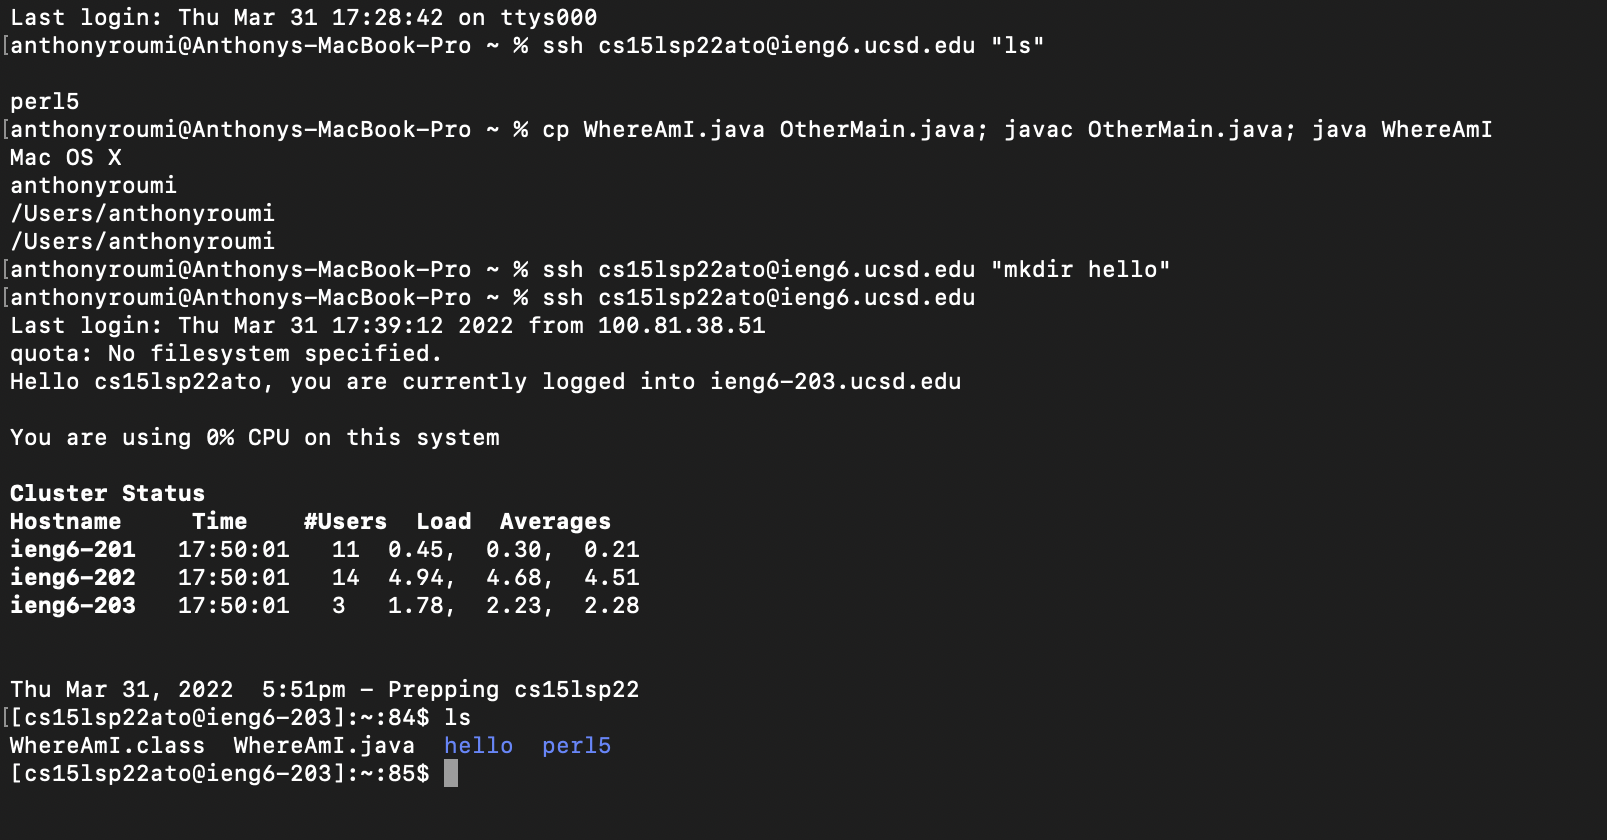 Last login: Thu Mar 31 17:28:42 on ttys000
[anthonyroumi@Anthonys-MacBook-Pro ~ % ssh cs15lsp22ato@ieng6.ucsd.edu "ls"
perl5
[anthonyroumi@Anthonys-MacBook-Pro ~ % cp WhereAmI.java OtherMain.java; javac OtherMain.java; java WhereAmI
Mac OS X
anthonyroumi
/Users/anthonyroumi
/Users/anthonyroumi
[anthonyroumi@Anthonys-MacBook-Pro ~ % ssh cs15lsp22ato@ieng6.ucsd.edu "mkdir hello"
[anthonyroumi@Anthonys-MacBook-Pro ~ % ssh cs15lsp22ato@ieng6.ucsd.edu
Last login: Thu Mar 31 17:39:12 2022 from 100.81.38.51
quota: No filesystem specified.
Hello cs15lsp22ato, you are currently logged into ieng6-203.ucsd.edu
You are using 0% CPU on this system
Cluster Status
Hostname     Time    #Users  Load  Averages
ieng6-201   17:50:01   11  0.45,  0.30,  0.21
ieng6-202   17:50:01   14  4.94,  4.68,  4.51
ieng6-203   17:50:01   3   1.78,  2.23,  2.28
Thu Mar 31, 2022  5:51pm - Prepping cs15lsp22
[[cs15lsp22ato@ieng6-203]:~:84$ ls
WhereAmI.class  WhereAmI.java  hello  perl5
[cs15lsp22ato@ieng6-203]:~:85$